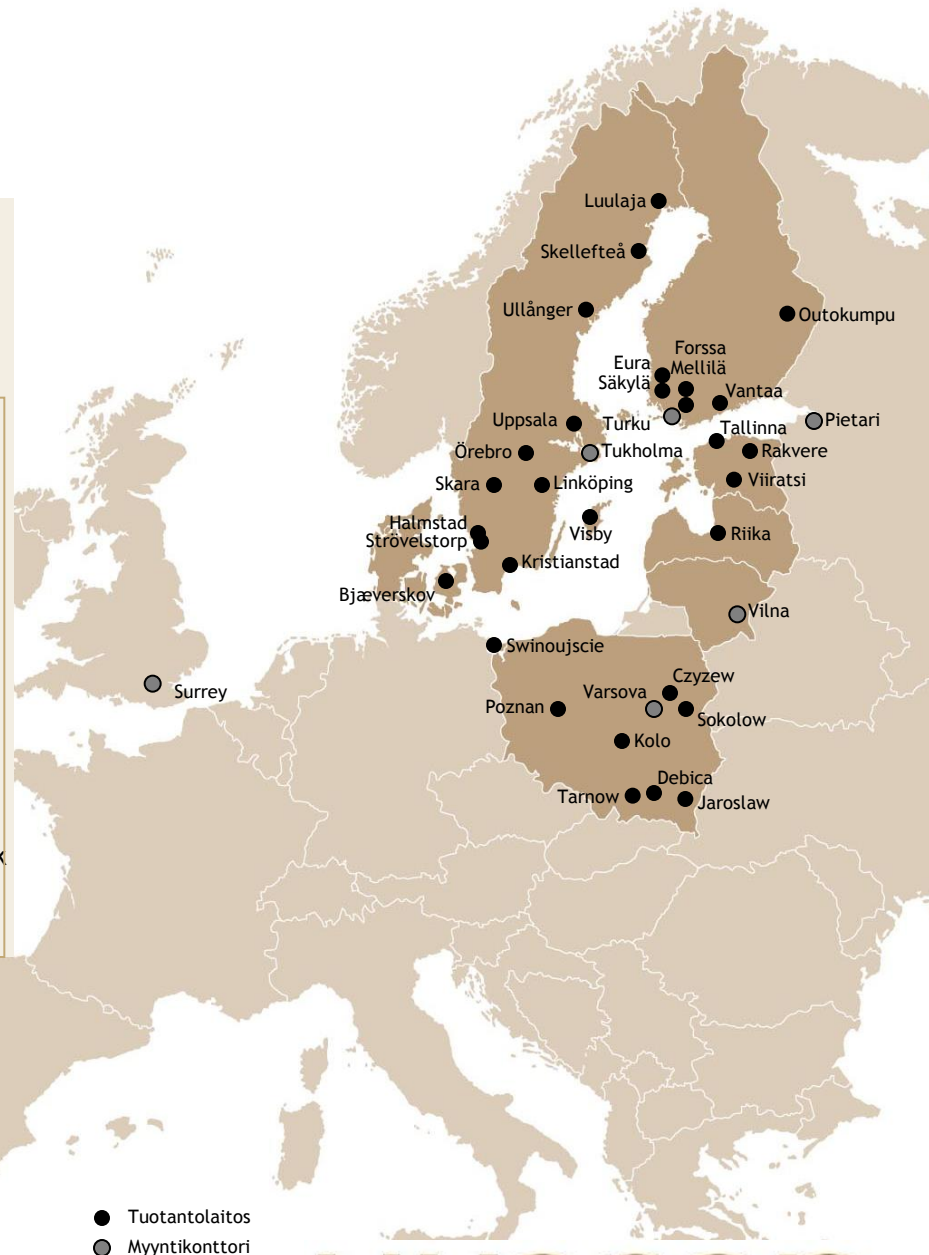 Luulaja
Skellefteå
Ullånger
Outokumpu
Forssa
Eura
Mellilä
Säkylä
Vantaa
Uppsala
Turku
Pietari
Tallinna
Örebro
Tukholma
Rakvere
Skara
Linköping
Viiratsi
Halmstad
Visby
Riika
Strövelstorp
Kristianstad
Bjæverskov
Vilna
Swinoujscie
Czyzew
Surrey
Varsova
Poznan
Sokolow
Kolo
Debica
Tarnow
Jaroslaw
Tuotantolaitos
Myyntikonttori